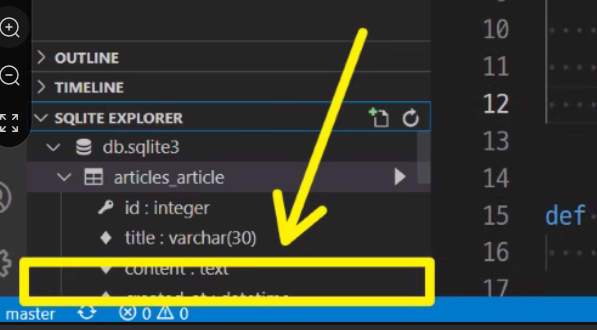 OUTLINE
TIMELINE
SQLITE EXPLORER
db.sqlite3
articles_article
id : integer
title : varchar(30)
content : text
created_at : datetime
master
0
0
10
11
12
13
14
15 def
16
17